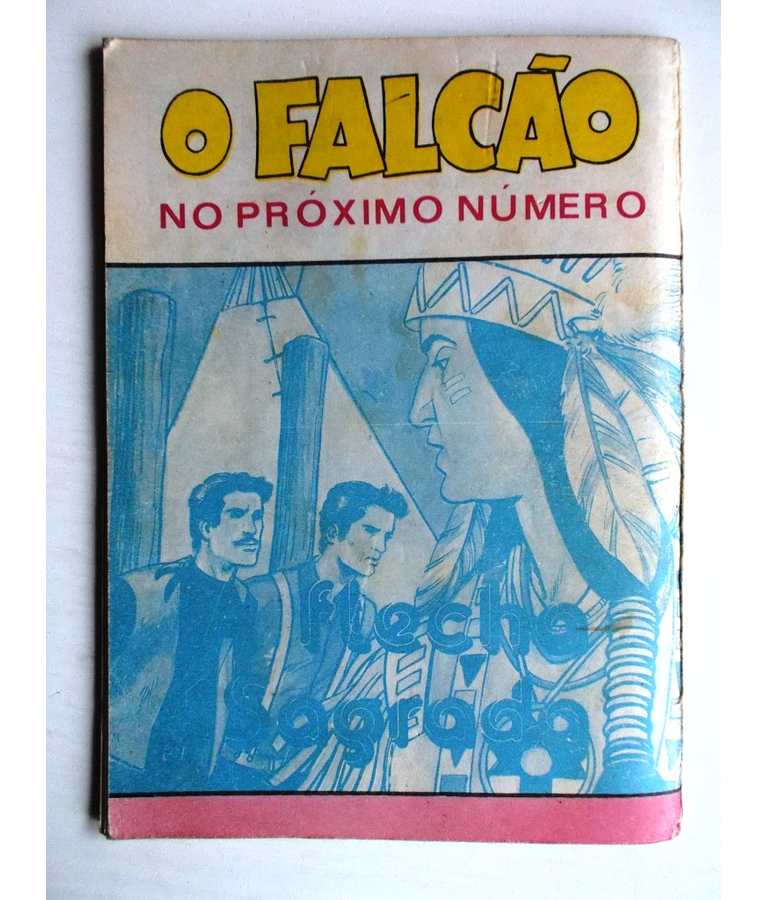 O FALCÃO
NO PRÓXIMO NÚMERO
A flecha
Sagrada